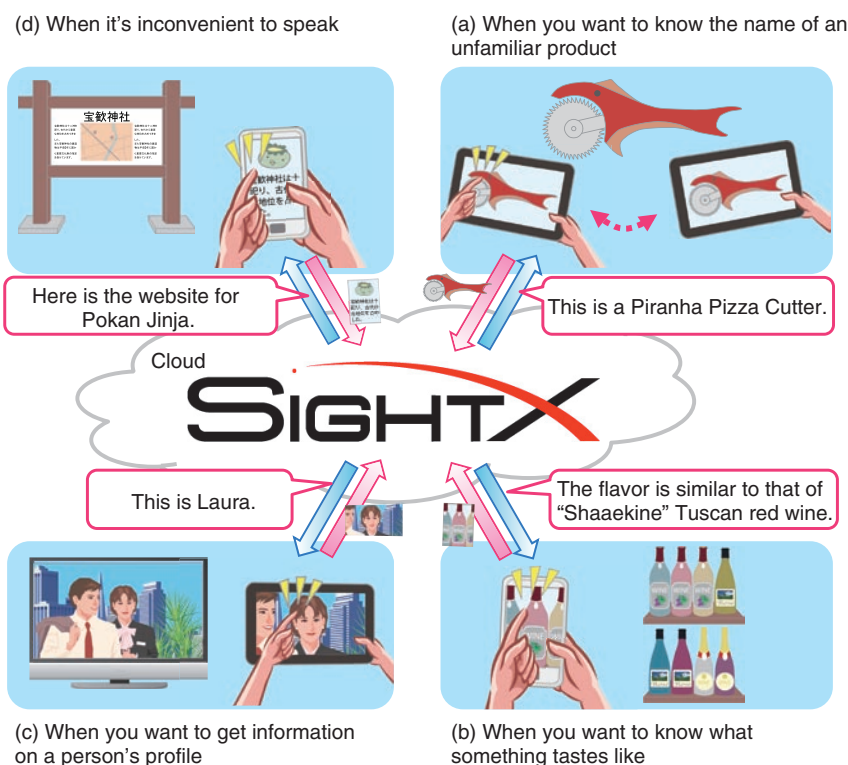 (d) When it's inconvenient to speak
(a) When you want to know the name of an
unfamiliar product
宝歓神社
Here is the website for
Pokan Jinja.
This is a Piranha Pizza Cutter.
Cloud
SIGHTX
This is Laura.
The flavor is similar to that of
“Shaaekine” Tuscan red wine.
WINE
(c) When you want to get information
on a person's profile
(b) When you want to know what
something tastes like